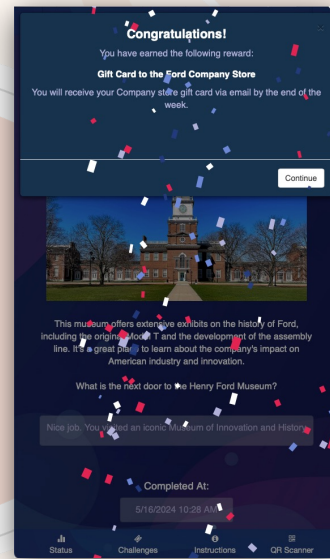 Congratulations!
You have earned the following reward:
Gift Card to the Ford Company Store
You will receive your Company store gift card via email by the end of the
week.
Continue
This museum offers extensive exhibits on the history of Ford,
including the original Model T and the development of the assembly
line. It's a great place to learn about the company's impact on
American industry and innovation.
What is the next door to the Henry Ford Museum?
Nice job. You visited an iconic Museum of Innovation and History
Completed At:
5/16/2024 10:28 AM
Status
Challenges
Instructions
QR Scanner